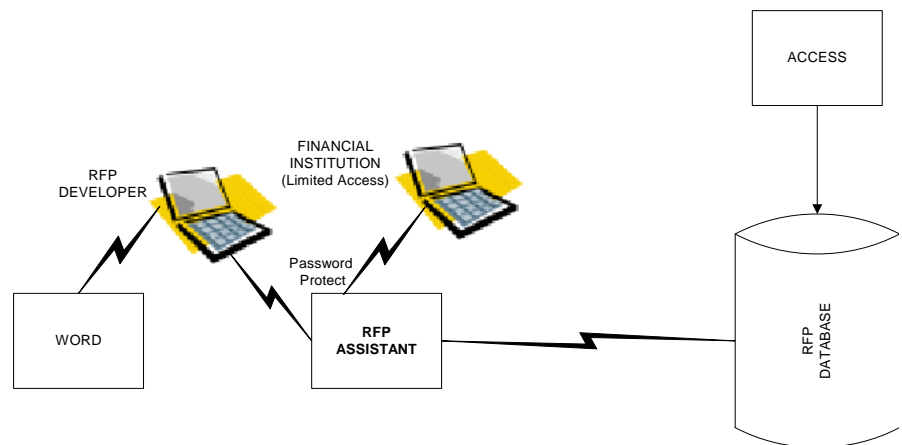 ACCESS
FINANCIAL
INSTITUTION
(Limited Access)
RFP
DEVELOPER
Password
Protect
WORD
RFP
ASSISTANT
RFP
DATABASE